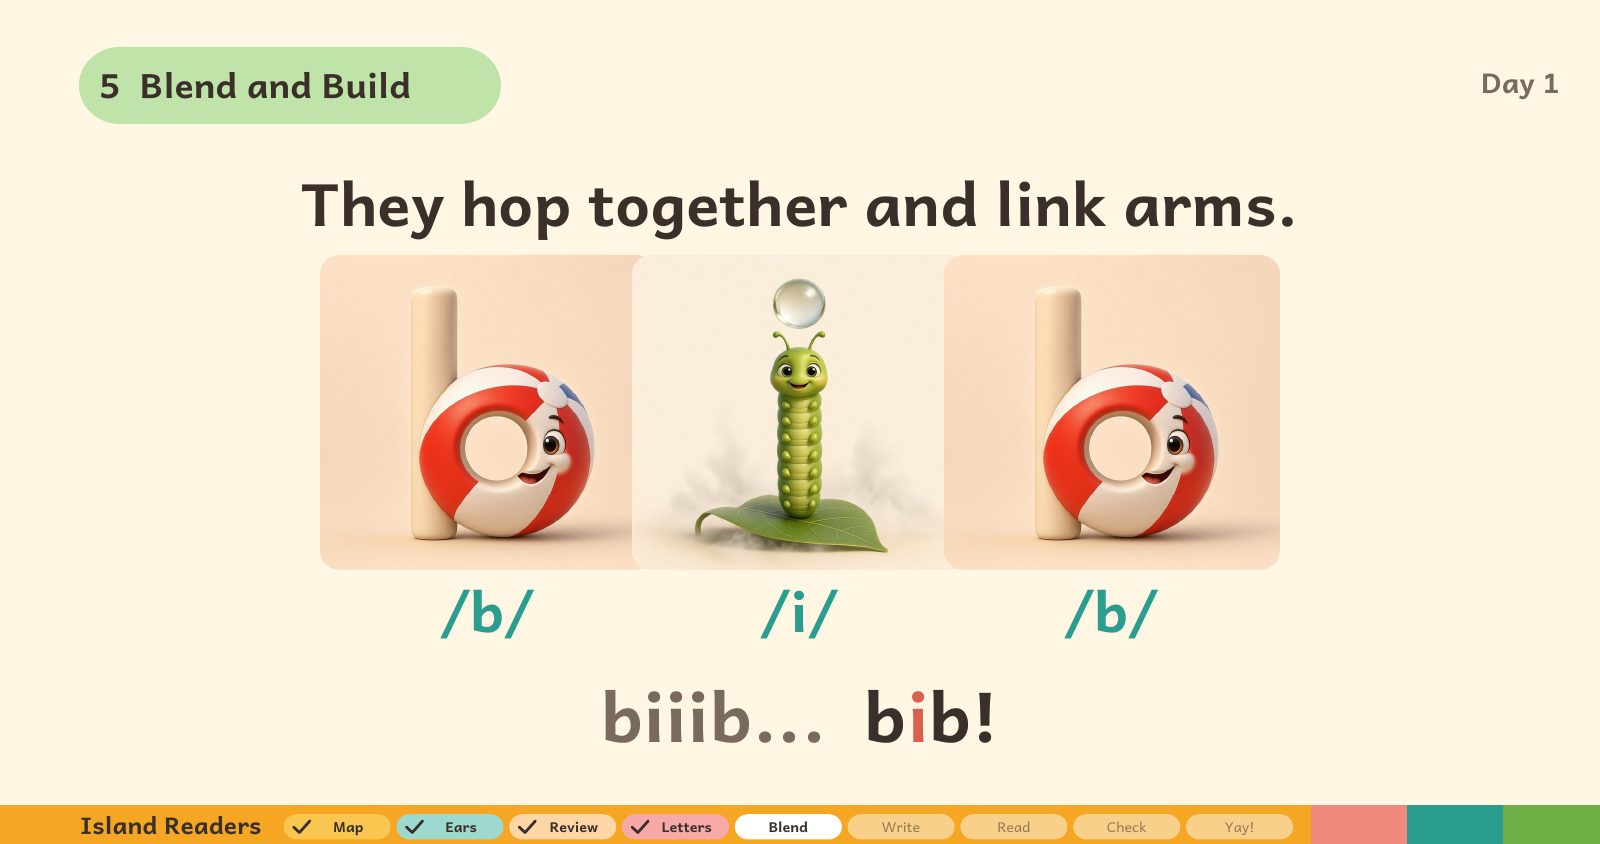 5 Blend and Build
Day 1
They hop together and link arms.
/b/ /i/ /b/
biiib... bib!
Island Readers Map Ears Review Letters Blend Write Read Check Yay!